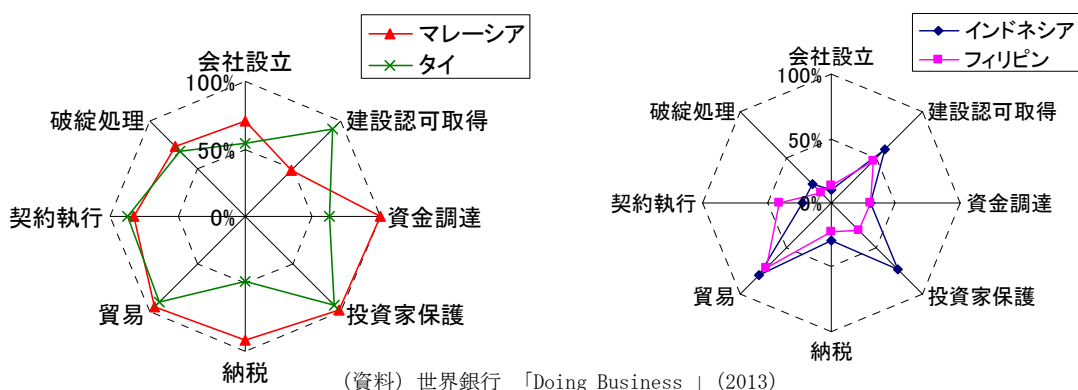 マレーシア
タイ
会社設立
100%
建設認可取得
破綻処理
50%
契約執行
0%
資金調達
貿易
投資家保護
納税
インドネシア
フィリピン
会社設立
100%
建設認可取得
破綻処理
50%
契約執行
0%
資金調達
貿易
投資家保護
納税
(資料) 世界銀行 「Doing Business 」(2013)